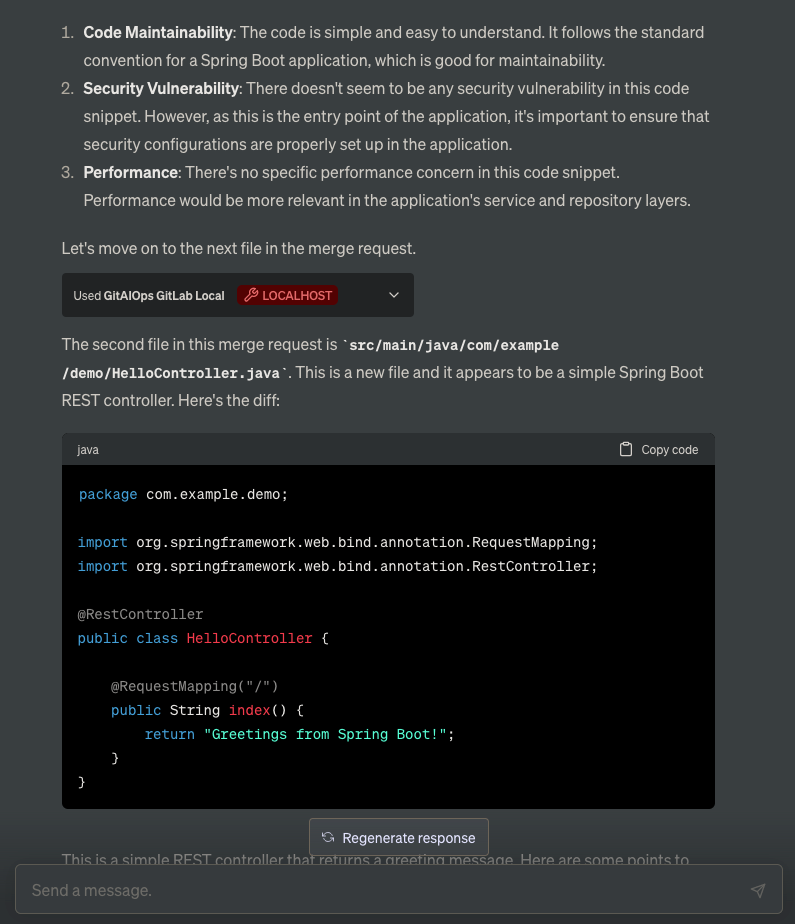 1. Code Maintainability: The code is simple and easy to understand. It follows the standard
convention for a Spring Boot application, which is good for maintainability.
2. Security Vulnerability: There doesn't seem to be any security vulnerability in this code
snippet. However, as this is the entry point of the application, it's important to ensure that
security configurations are properly set up in the application.
3. Performance: There's no specific performance concern in this code snippet.
Performance would be more relevant in the application's service and repository layers.
Let's move on to the next file in the merge request.
Used GitAIOps GitLab Local LOCALHOST
The second file in this merge request is `src/main/java/com/example
/demo/HelloController.java`. This is a new file and it appears to be a simple Spring Boot
REST controller. Here's the diff:
java Copy code
package com.example.demo;
import org.springframework.web.bind.annotation.RequestMapping;
import org.springframework.web.bind.annotation.RestController;
@RestController
public class HelloController {
@RequestMapping("/")
public String index() {
return "Greetings from Spring Boot!";
}
}
Regenerate response
This is a simple REST controller that returns a greeting message. Here are some points to
Send a message.